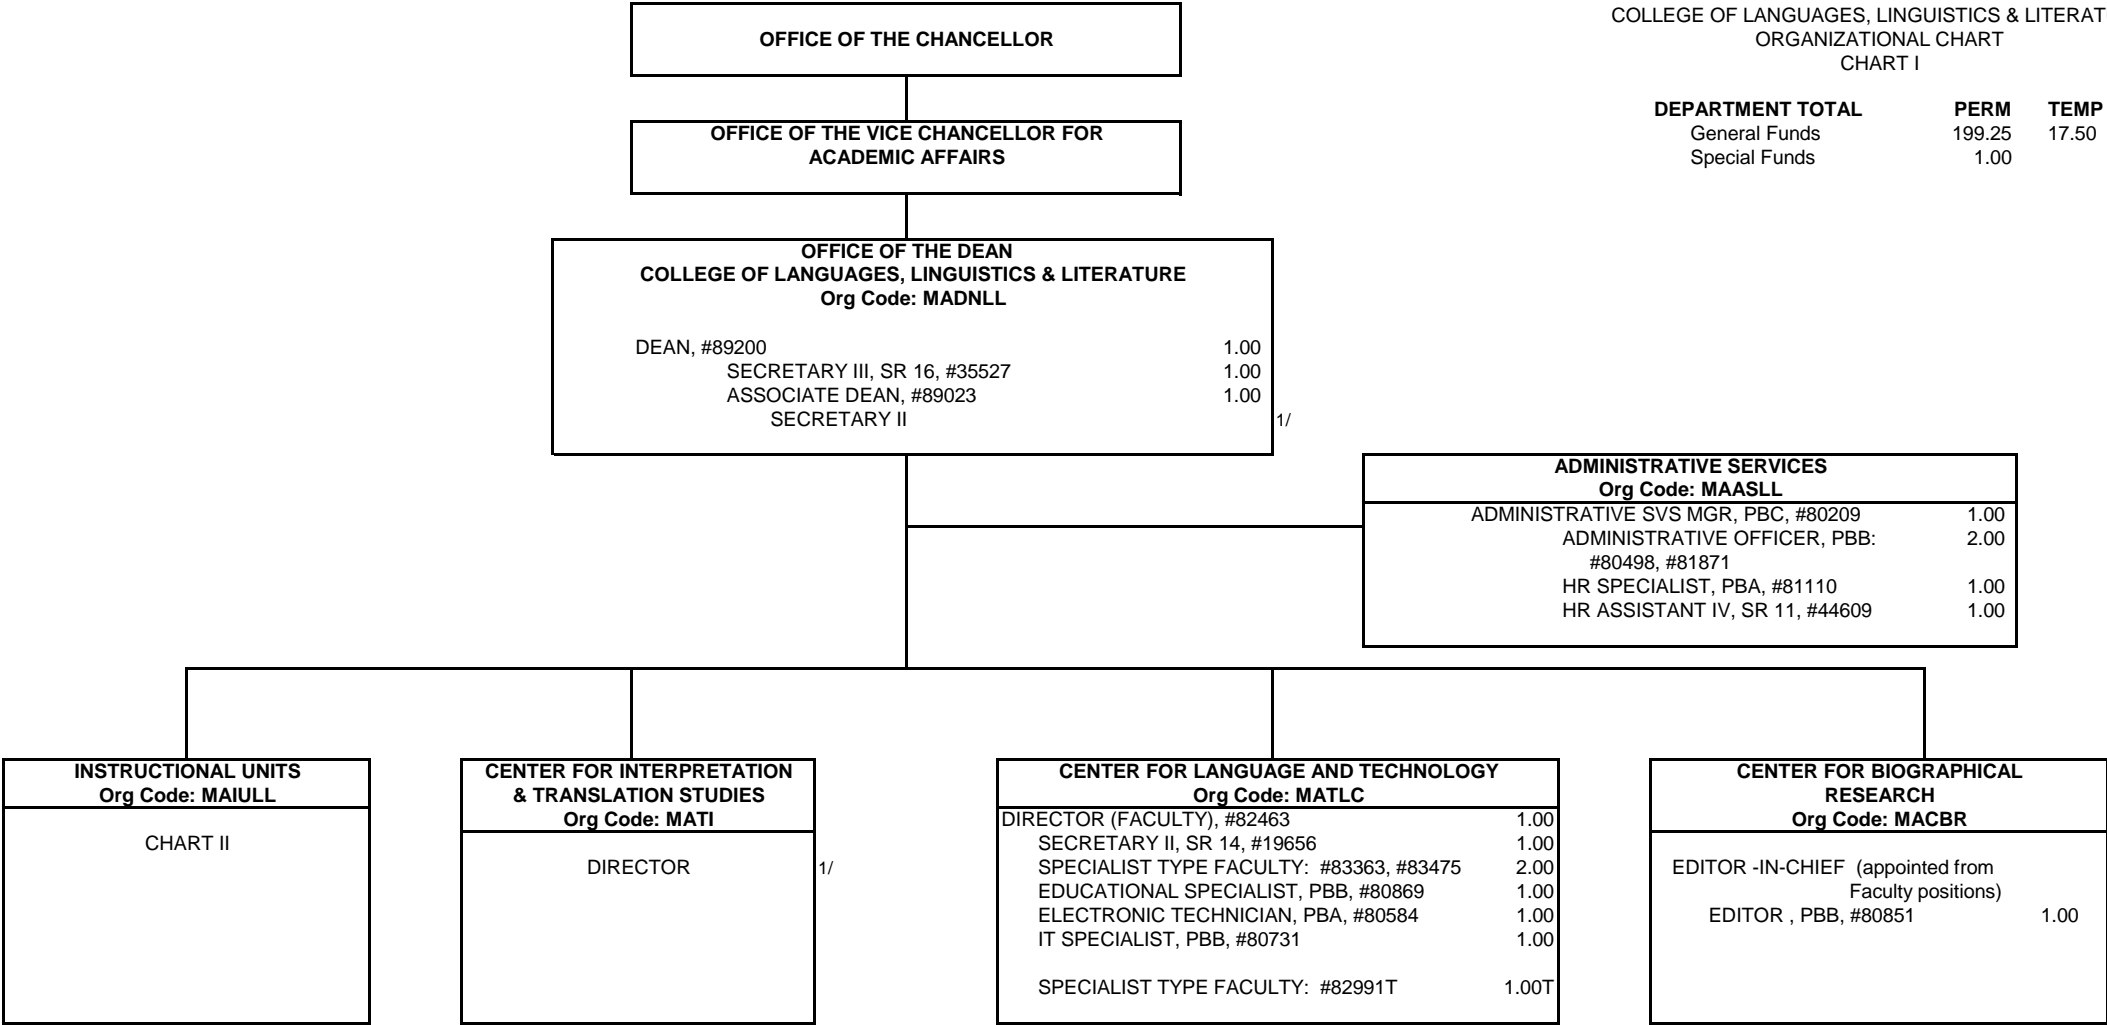 COLLEGE OF LANGUAGES, LINGUISTICS & LITERAT
ORGANIZATIONAL CHART
CHART I
DEPARTMENT TOTAL PERM TEMP
General Funds 199.25 17.50
Special Funds 1.00
OFFICE OF THE CHANCELLOR
OFFICE OF THE VICE CHANCELLOR FOR
ACADEMIC AFFAIRS
OFFICE OF THE DEAN
COLLEGE OF LANGUAGES, LINGUISTICS & LITERATURE
Org Code: MADNLL
DEAN, #89200 1.00
SECRETARY III, SR 16, #35527 1.00
ASSOCIATE DEAN, #89023 1.00
SECRETARY II 1/
ADMINISTRATIVE SERVICES
Org Code: MAASLL
ADMINISTRATIVE SVS MGR, PBC, #80209 1.00
ADMINISTRATIVE OFFICER, PBB: 2.00
#80498, #81871
HR SPECIALIST, PBA, #81110 1.00
HR ASSISTANT IV, SR 11, #44609 1.00
INSTRUCTIONAL UNITS
Org Code: MAIULL
CHART II
CENTER FOR INTERPRETATION
& TRANSLATION STUDIES
Org Code: MATI
DIRECTOR 1/
CENTER FOR LANGUAGE AND TECHNOLOGY
Org Code: MATLC
DIRECTOR (FACULTY), #82463 1.00
SECRETARY II, SR 14, #19656 1.00
SPECIALIST TYPE FACULTY: #83363, #83475 2.00
EDUCATIONAL SPECIALIST, PBB, #80869 1.00
ELECTRONIC TECHNICIAN, PBA, #80584 1.00
IT SPECIALIST, PBB, #80731 1.00
SPECIALIST TYPE FACULTY: #82991T 1.00T
CENTER FOR BIOGRAPHICAL
RESEARCH
Org Code: MACBR
EDITOR -IN-CHIEF (appointed from
Faculty positions)
EDITOR , PBB, #80851 1.00